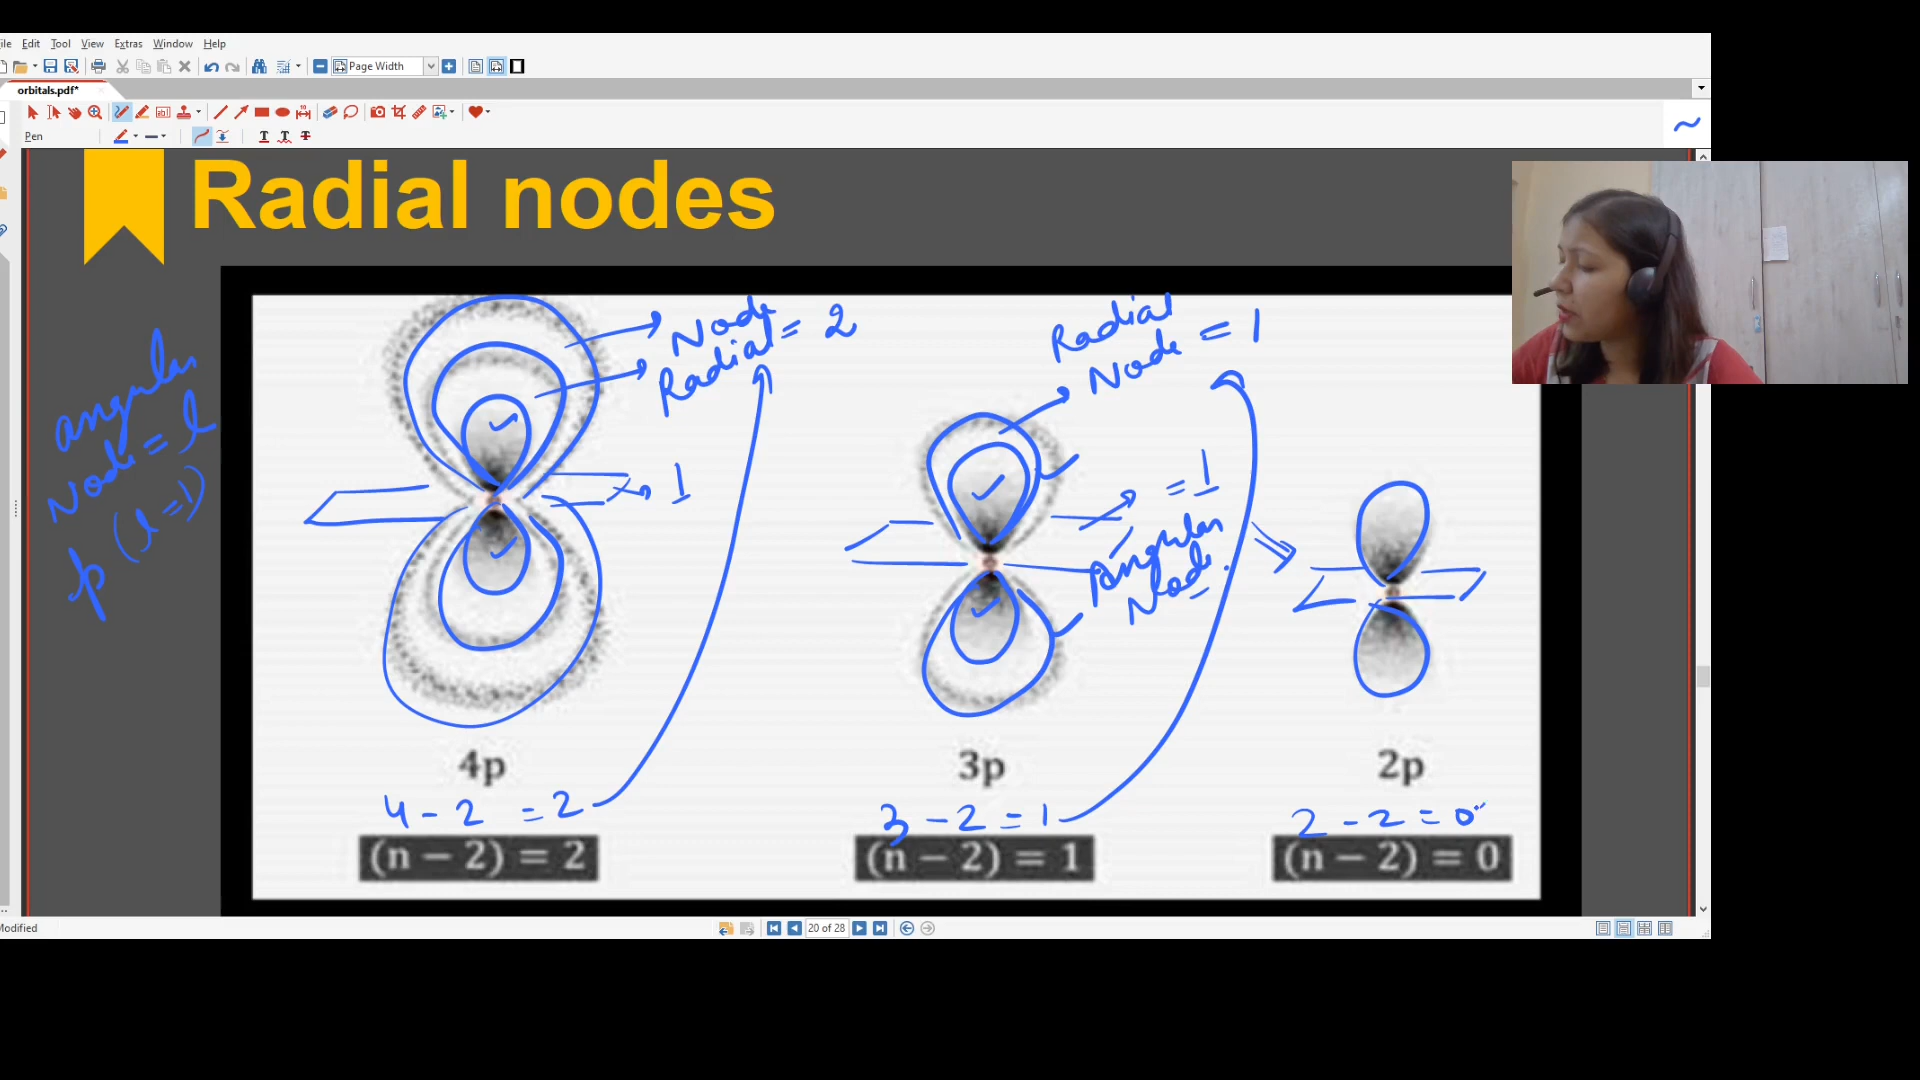 File Edit Tool View Extras Window Help
Page Width
orbitals.pdf*
Pen
Radial nodes
Node
Radial = 2
Radial
Node = 1
angular
Node = l
p (l = 1)
1
= 1
Angular
Node.
4p
3p
2p
4 - 2 = 2
3 - 2 = 1
2 - 2 = 0
(n − 2) = 2
(n − 2) = 1
(n − 2) = 0
Modified
20 of 28